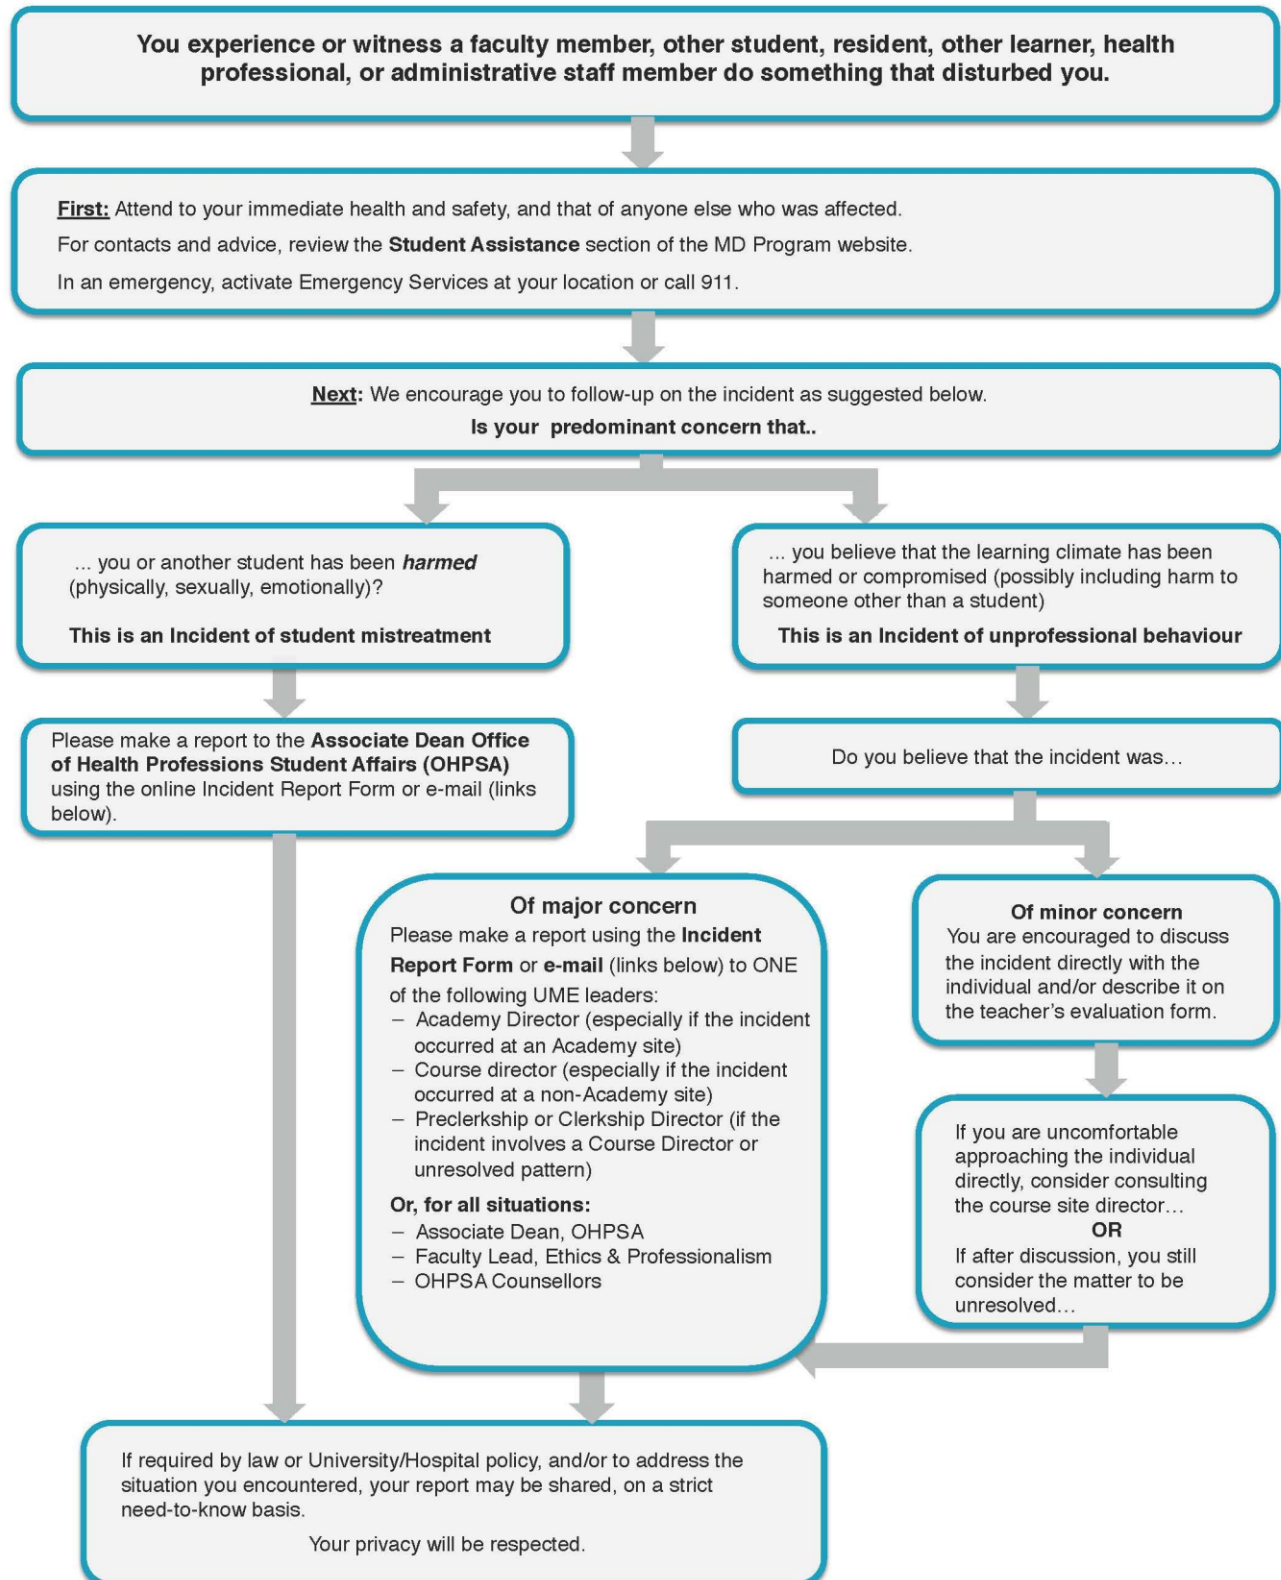 You experience or witness a faculty member, other student, resident, other learner, health
professional, or administrative staff member do something that disturbed you.
First: Attend to your immediate health and safety, and that of anyone else who was affected.
For contacts and advice, review the Student Assistance section of the MD Program website.
In an emergency, activate Emergency Services at your location or call 911.
Next: We encourage you to follow-up on the incident as suggested below.
Is your predominant concern that..
... you or another student has been harmed
(physically, sexually, emotionally)?
This is an Incident of student mistreatment
... you believe that the learning climate has been
harmed or compromised (possibly including harm to
someone other than a student)
This is an Incident of unprofessional behaviour
Please make a report to the Associate Dean Office
of Health Professions Student Affairs (OHPSA)
using the online Incident Report Form or e-mail (links
below).
Do you believe that the incident was...
Of major concern
Please make a report using the Incident
Report Form or e-mail (links below) to ONE
of the following UME leaders:
– Academy Director (especially if the incident
occurred at an Academy site)
– Course director (especially if the incident
occurred at a non-Academy site)
– Preclerkship or Clerkship Director (if the
incident involves a Course Director or
unresolved pattern)
Or, for all situations:
– Associate Dean, OHPSA
– Faculty Lead, Ethics & Professionalism
– OHPSA Counsellors
Of minor concern
You are encouraged to discuss
the incident directly with the
individual and/or describe it on
the teacher's evaluation form.
If you are uncomfortable
approaching the individual
directly, consider consulting
the course site director...
OR
If after discussion, you still
consider the matter to be
unresolved...
If required by law or University/Hospital policy, and/or to address the
situation you encountered, your report may be shared, on a strict
need-to-know basis.
Your privacy will be respected.